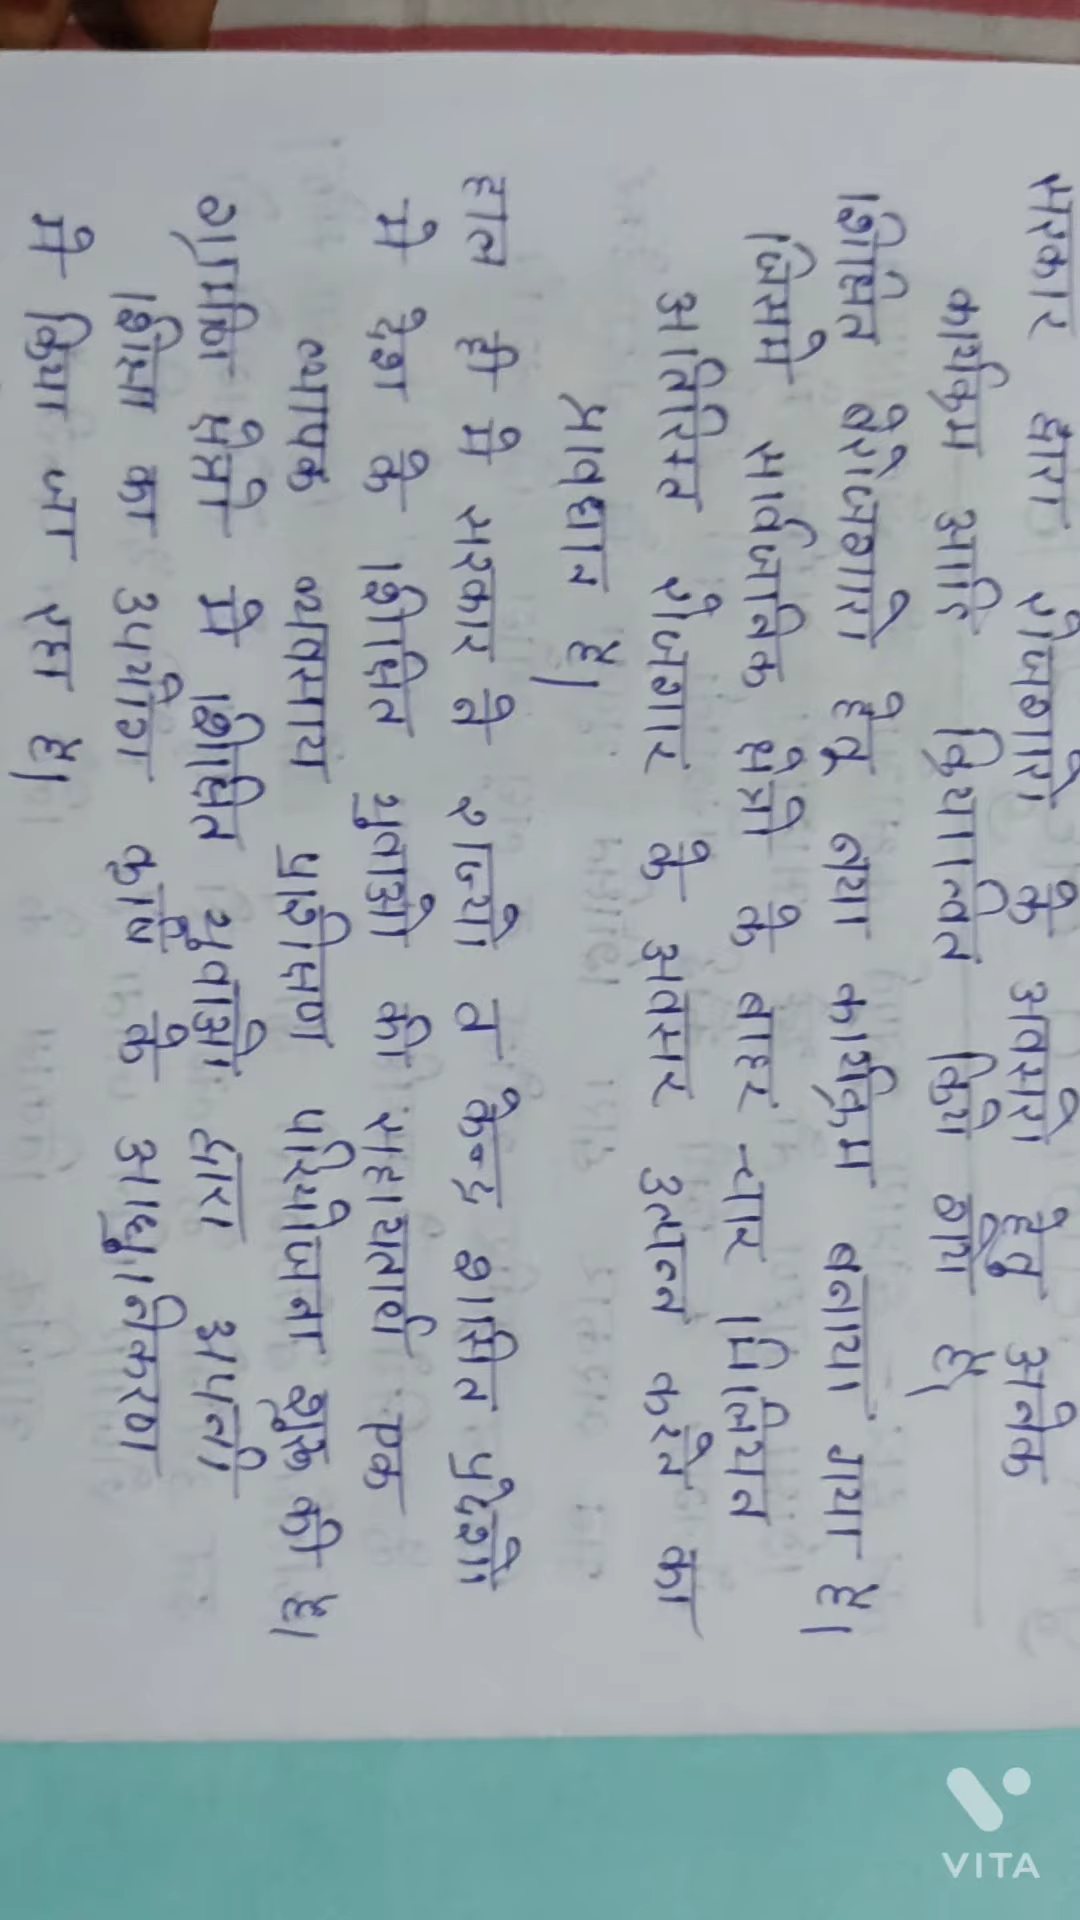 सरकार द्वारा रोजगारो के अवसरो हेतु अनेक
कार्यक्रम आदि क्रियान्वित किये गए है
शिक्षित बेरोजगारो हेतु नया कार्यक्रम बनाया गया है।
जिसमे सार्वजनिक क्षेत्रो के बाहर चार मिलियन
अतिरिक्त रोजगार के अवसर उत्पन्न करने का
प्रावधान है।
हाल ही मे सरकार ने राज्यो व केन्द्र शासित प्रदेशो
मे देश के शिक्षित युवाओ की सहायतार्थ एक
व्यापक व्यवसाय प्रशिक्षण परियोजना शुरू की है।
ग्रामीण क्षेत्रो मे शिक्षित युवाओ द्वारा अपनी
शिक्षा का उपयोग कृषि के आधुनिकरण
मे किया जा रहा है।
VITA